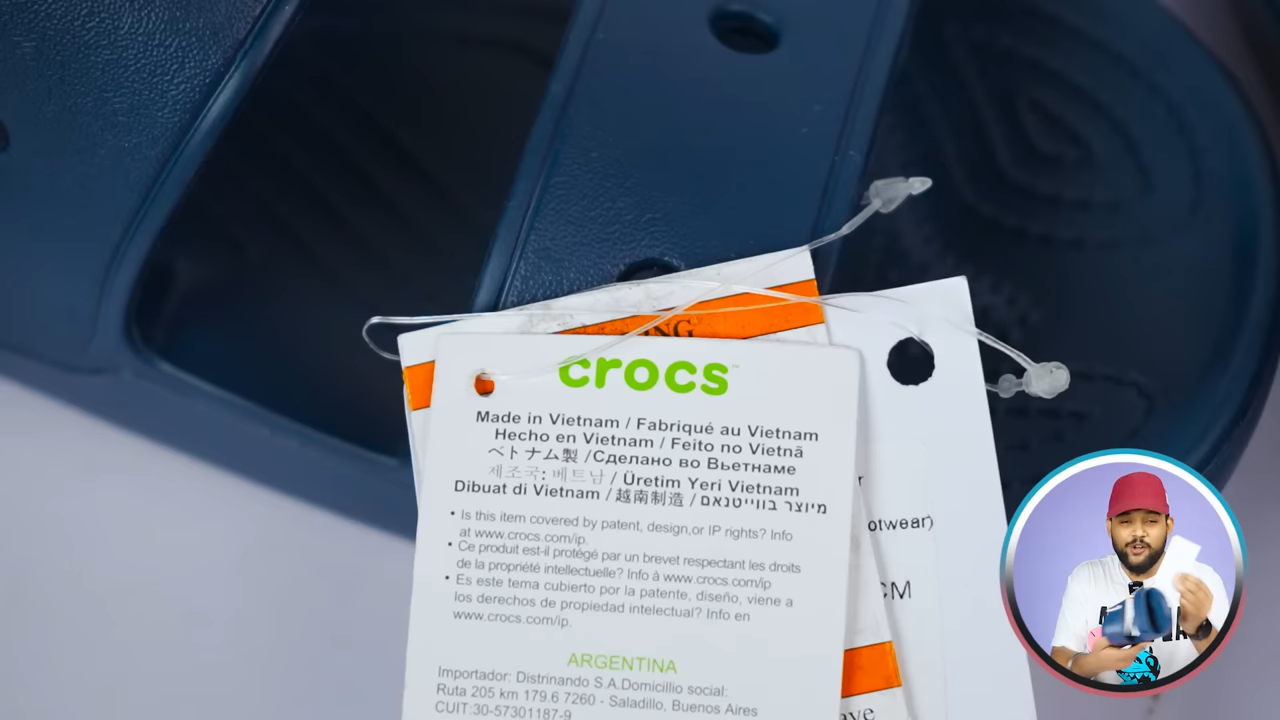 crocs™
Made in Vietnam / Fabriqué au Vietnam
Hecho en Vietnam / Feito no Vietnã
ベトナム製 /Сделано во Вьетнаме
제조국: 베트남 / Üretim Yeri Vietnam
Dibuat di Vietnam / 越南制造 / מיוצר בווייטנאם
• Is this item covered by patent, design,or IP rights? Info
at www.crocs.com/ip.
• Ce produit est-il protégé par un brevet respectant les droits
de la propriété intellectuelle? Info à www.crocs.com/ip
• Es este tema cubierto por la patente, diseño, viene a
los derechos de propiedad intelectual? Info en
www.crocs.com/ip.
ARGENTINA
Importador: Distrinando S.A.Domicillio social:
Ruta 205 km 179.6 7260 - Saladillo, Buenos Aires
CUIT:30-57301187-9
otwear)
CM